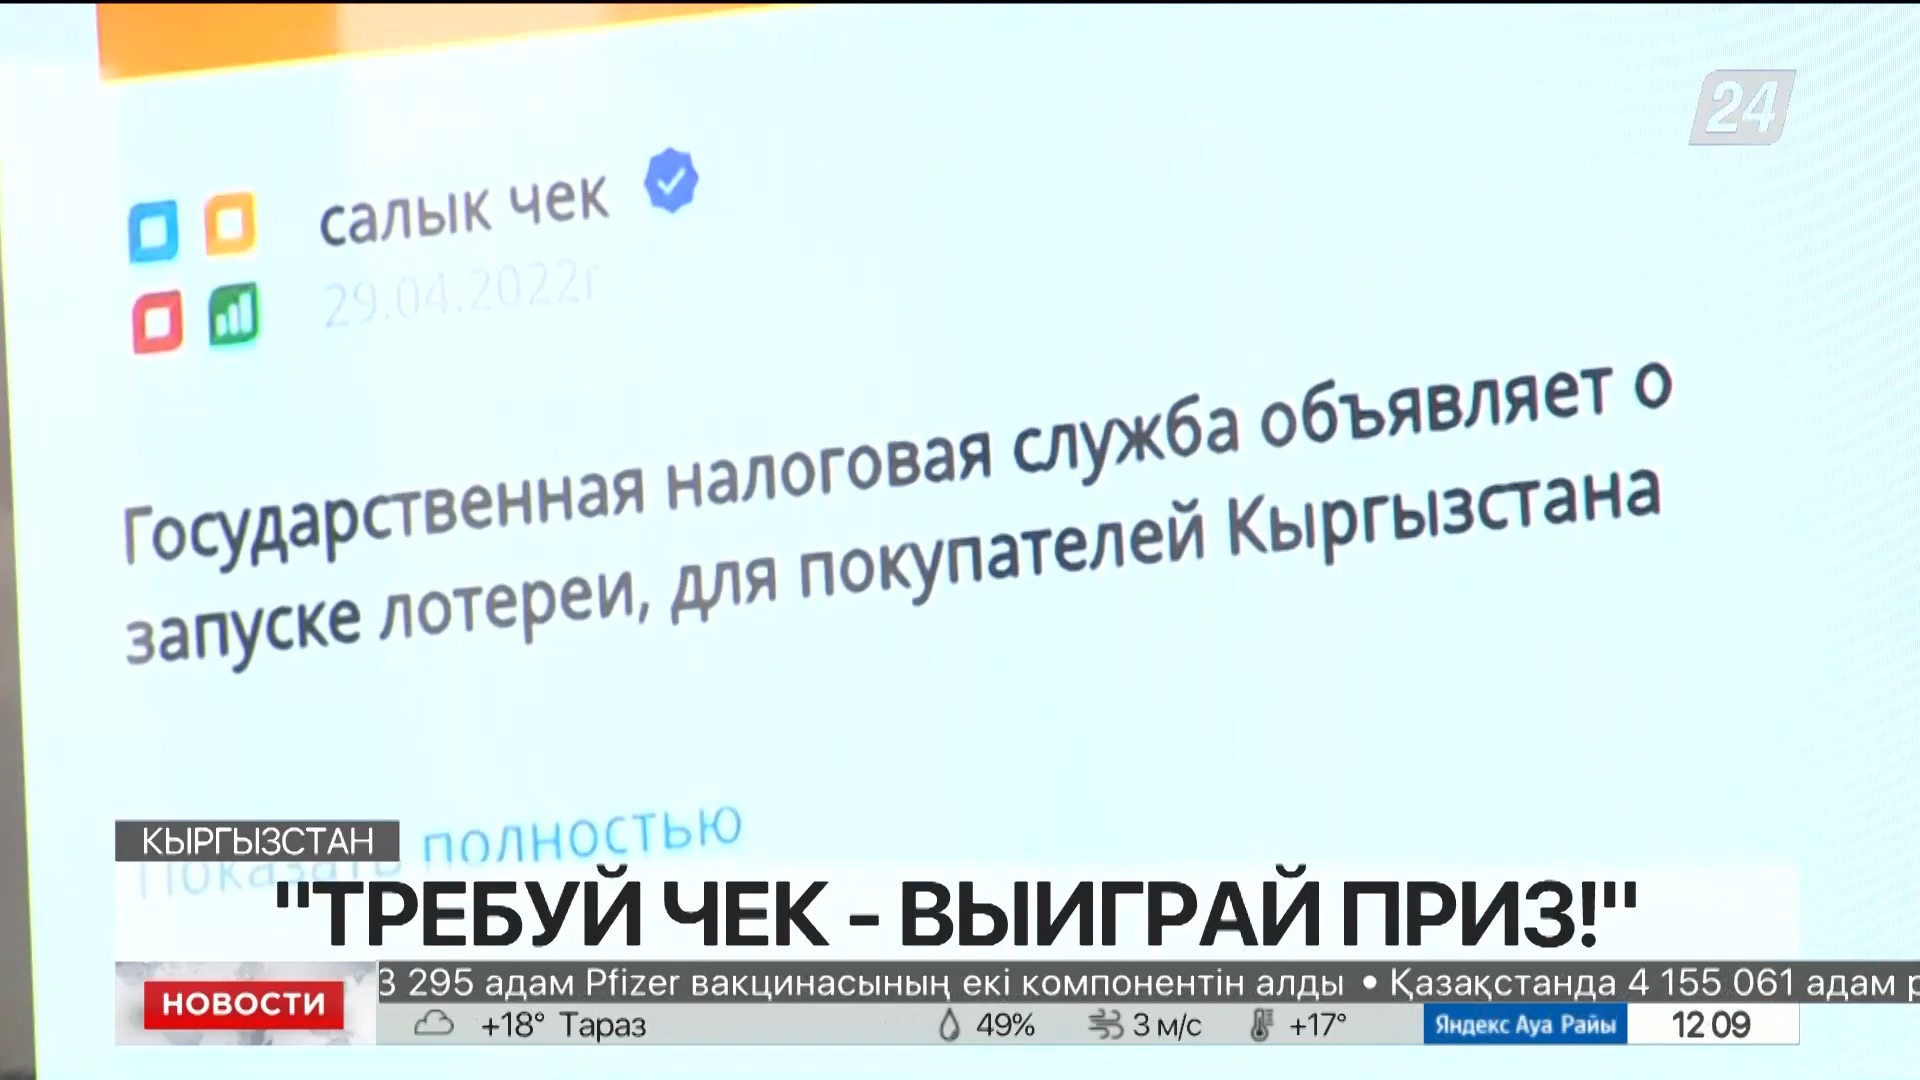 24
салык чек
29.04.2022г
Государственная налоговая служба объявляет о
запуске лотереи, для покупателей Кыргызстана
Показать полностью
КЫРГЫЗСТАН
"ТРЕБУЙ ЧЕК - ВЫИГРАЙ ПРИЗ!"
НОВОСТИ
3 295 адам Pfizer вакцинасының екі компонентін алды • Қазақстанда 4 155 061 адам р
+18° Тараз 49% 3 м/с +17° Яндекс Ауа Райы 12 09